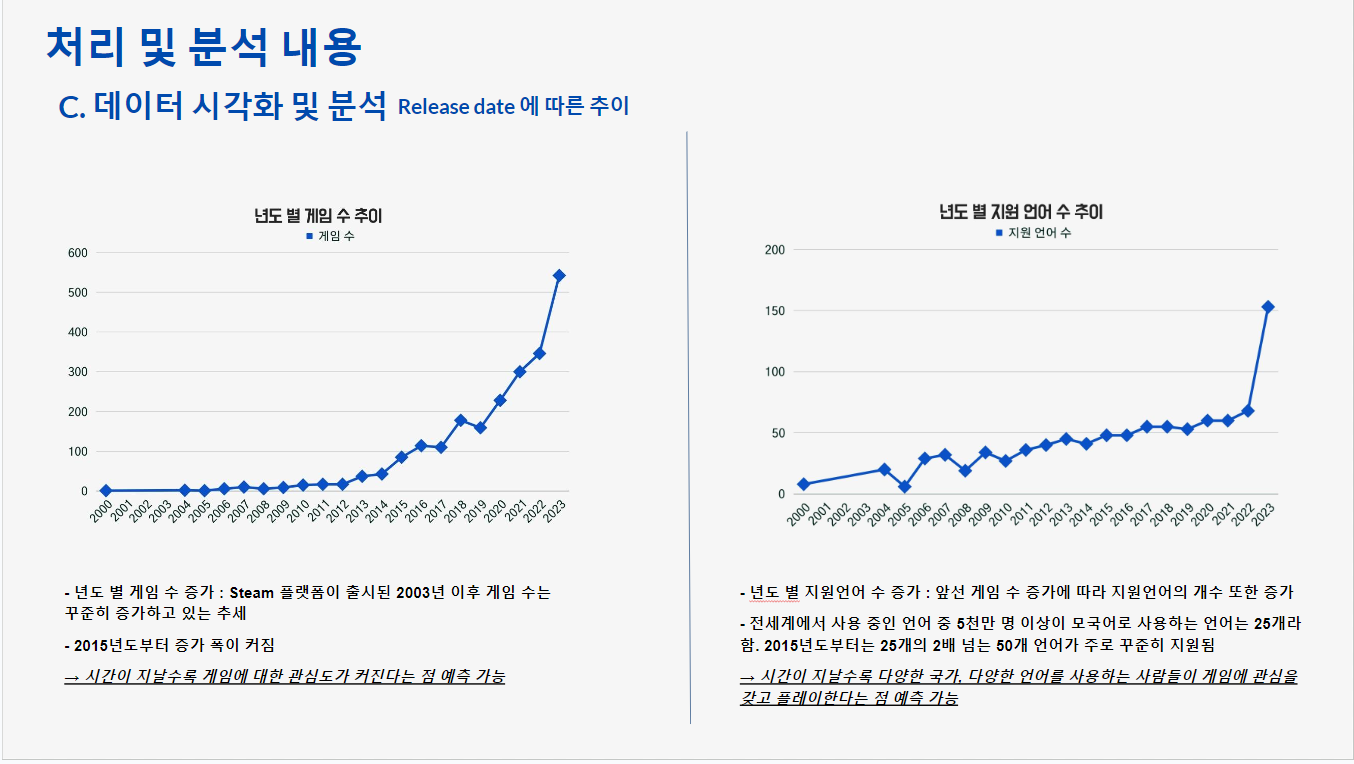 처리 및 분석 내용
C. 데이터 시각화 및 분석 Release date 에 따른 추이
년도 별 게임 수 추이
게임 수
600
500
400
300
200
100
0
2000 2001 2002 2003 2004 2005 2006 2007 2008 2009 2010 2011 2012 2013 2014 2015 2016 2017 2018 2019 2020 2021 2022 2023
- 년도 별 게임 수 증가 : Steam 플랫폼이 출시된 2003년 이후 게임 수는
꾸준히 증가하고 있는 추세
- 2015년도부터 증가 폭이 커짐
→ 시간이 지날수록 게임에 대한 관심도가 커진다는 점 예측 가능
년도 별 지원 언어 수 추이
지원 언어 수
200
150
100
50
0
2000 2001 2002 2003 2004 2005 2006 2007 2008 2009 2010 2011 2012 2013 2014 2015 2016 2017 2018 2019 2020 2021 2022 2023
- 년도 별 지원언어 수 증가 : 앞선 게임 수 증가에 따라 지원언어의 개수 또한 증가
- 전세계에서 사용 중인 언어 중 5천만 명 이상이 모국어로 사용하는 언어는 25개라
함. 2015년도부터는 25개의 2배 넘는 50개 언어가 주로 꾸준히 지원됨
→ 시간이 지날수록 다양한 국가, 다양한 언어를 사용하는 사람들이 게임에 관심을
갖고 플레이한다는 점 예측 가능